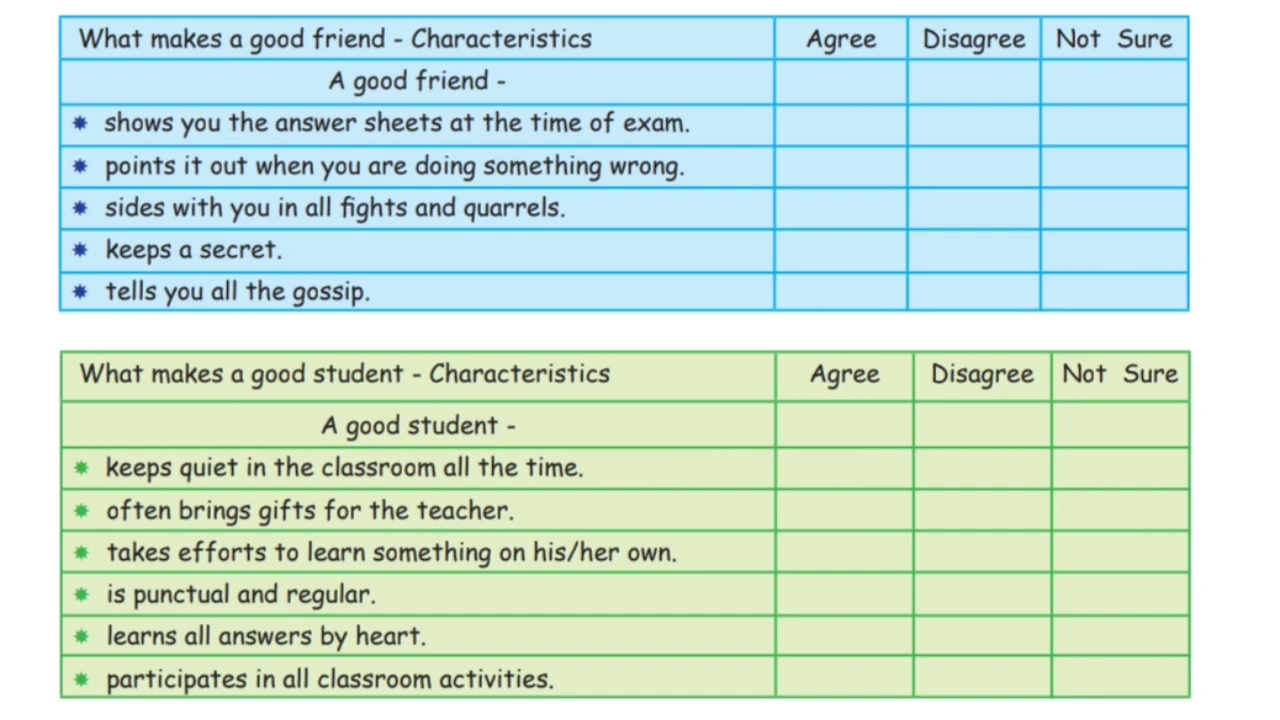 What makes a good friend - Characteristics Agree Disagree Not Sure
A good friend -
* shows you the answer sheets at the time of exam.
* points it out when you are doing something wrong.
* sides with you in all fights and quarrels.
* keeps a secret.
* tells you all the gossip.
What makes a good student - Characteristics Agree Disagree Not Sure
A good student -
* keeps quiet in the classroom all the time.
* often brings gifts for the teacher.
* takes efforts to learn something on his/her own.
* is punctual and regular.
* learns all answers by heart.
* participates in all classroom activities.